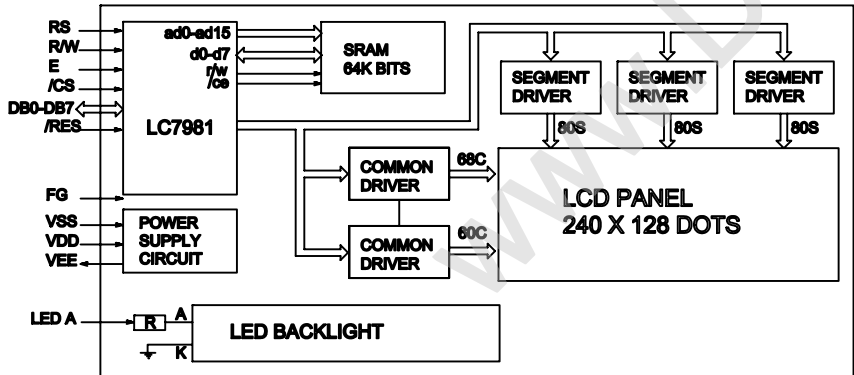 RS
R/W
E
/CS
DB0-DB7
/RES
FG
VSS
VDD
VEE
LED A
ad0-ad15
d0-d7
r/w
/ce
LC7981
SRAM
64K BITS
SEGMENT
DRIVER
SEGMENT
DRIVER
SEGMENT
DRIVER
80S
80S
80S
COMMON
DRIVER
68C
COMMON
DRIVER
60C
LCD PANEL
240 X 128 DOTS
POWER
SUPPLY
CIRCUIT
R
A
K
LED BACKLIGHT
www.D